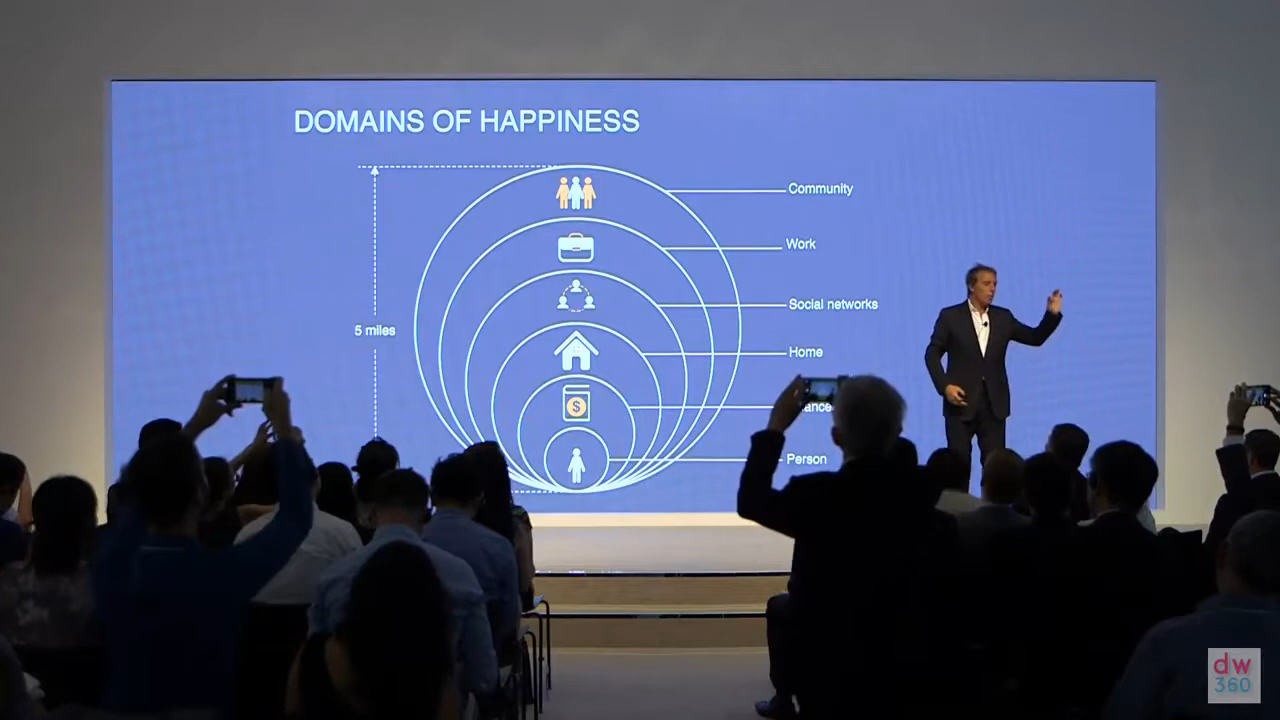 DOMAINS OF HAPPINESS
Community
Work
Social networks
5 miles
Home
$
Person
dw
360